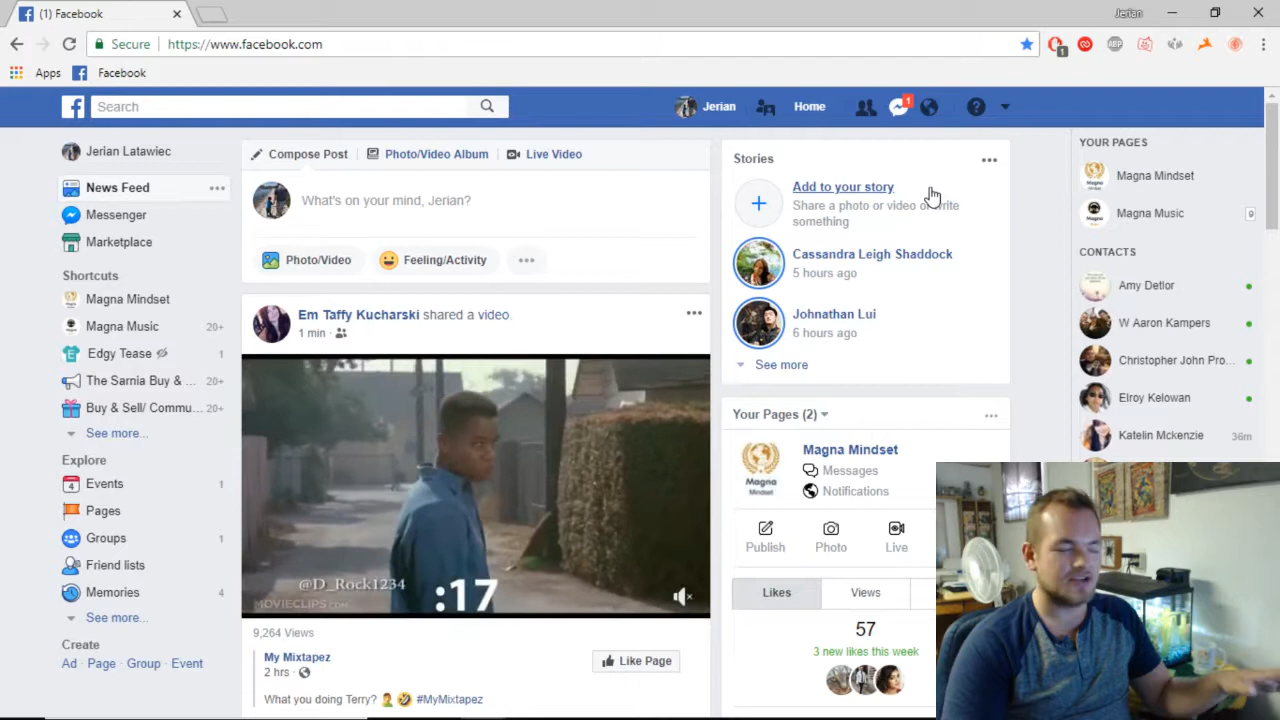 (1) Facebook
Jerian
Secure
https://www.facebook.com
ABP
1
Apps
Facebook
Search
Jerian
Home
1
Jerian Latawiec
News Feed
Messenger
Marketplace
Shortcuts
Magna Mindset
Magna Music 20+
Edgy Tease 1
The Sarnia Buy & ... 20+
Buy & Sell/ Commu... 20+
See more...
Explore
Events 1
Pages
Groups 1
Friend lists
Memories 4
See more...
Create
Ad · Page · Group · Event
Compose Post
Photo/Video Album
Live Video
What's on your mind, Jerian?
Photo/Video
Feeling/Activity
Em Taffy Kucharski shared a video.
1 min ·
@D_Rock1234
MOVIECLIPS.COM
:17
9,264 Views
My Mixtapez
2 hrs ·
Like Page
What you doing Terry? 🤦🤣 #MyMixtapez
Stories
Add to your story
Share a photo or video or write
something
Cassandra Leigh Shaddock
5 hours ago
Johnathan Lui
6 hours ago
See more
Your Pages (2)
Magna Mindset
Magna
Mindset
Messages
Notifications
Publish
Photo
Live
Likes
Views
57
3 new likes this week
YOUR PAGES
Magna Mindset
Magna Music 9
CONTACTS
Amy Detlor
W Aaron Kampers
Christopher John Pro...
Elroy Kelowan
Katelin Mckenzie 36m